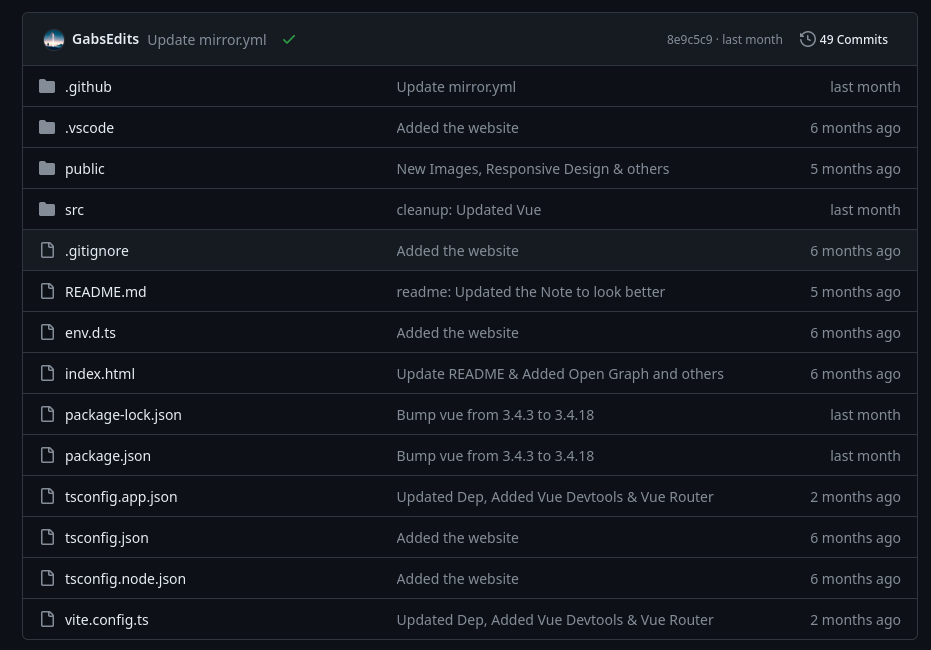 GabsEdits Update mirror.yml 8e9c5c9 · last month 49 Commits
.github Update mirror.yml last month
.vscode Added the website 6 months ago
public New Images, Responsive Design & others 5 months ago
src cleanup: Updated Vue last month
.gitignore Added the website 6 months ago
README.md readme: Updated the Note to look better 5 months ago
env.d.ts Added the website 6 months ago
index.html Update README & Added Open Graph and others 6 months ago
package-lock.json Bump vue from 3.4.3 to 3.4.18 last month
package.json Bump vue from 3.4.3 to 3.4.18 last month
tsconfig.app.json Updated Dep, Added Vue Devtools & Vue Router 2 months ago
tsconfig.json Added the website 6 months ago
tsconfig.node.json Added the website 6 months ago
vite.config.ts Updated Dep, Added Vue Devtools & Vue Router 2 months ago